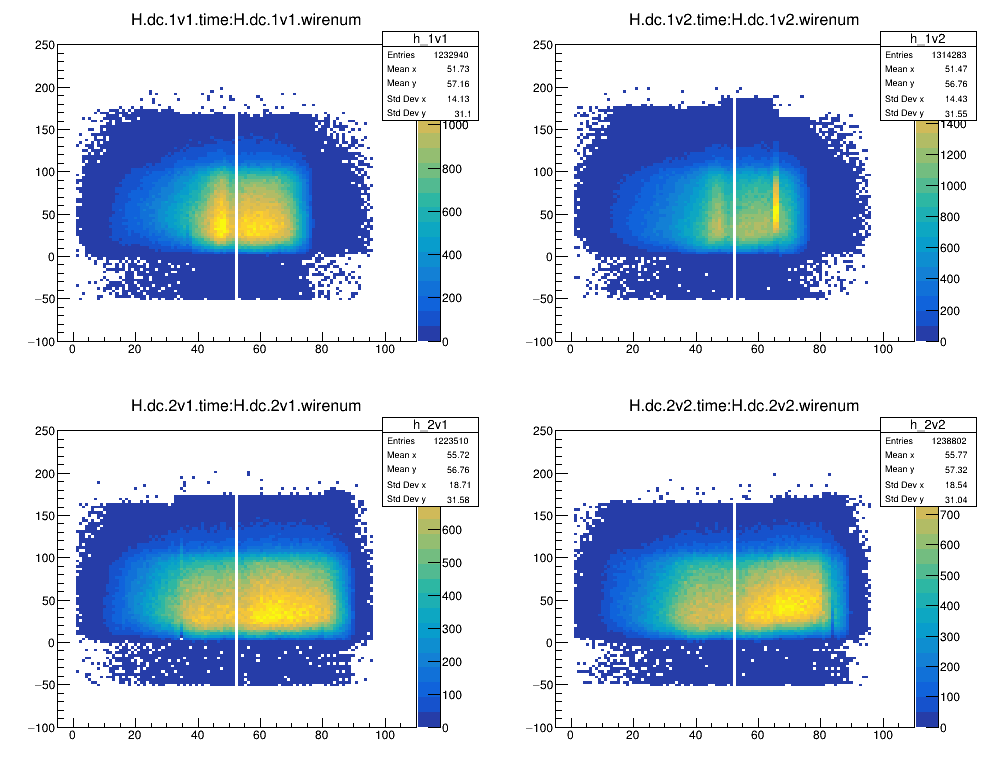 H.dc.1v1.time:H.dc.1v1.wirenum
h_1v1
Entries 1232940
Mean x 51.73
Mean y 57.16
Std Dev x 14.13
Std Dev y 31.1
250
200
150
100
50
0
−50
−100
0 20 40 60 80 100
1000
800
600
400
200
0
H.dc.1v2.time:H.dc.1v2.wirenum
h_1v2
Entries 1314283
Mean x 51.47
Mean y 56.76
Std Dev x 14.43
Std Dev y 31.55
250
200
150
100
50
0
−50
−100
0 20 40 60 80 100
1400
1200
1000
800
600
400
200
0
H.dc.2v1.time:H.dc.2v1.wirenum
h_2v1
Entries 1223510
Mean x 55.72
Mean y 56.76
Std Dev x 18.71
Std Dev y 31.58
250
200
150
100
50
0
−50
−100
0 20 40 60 80 100
600
500
400
300
200
100
0
H.dc.2v2.time:H.dc.2v2.wirenum
h_2v2
Entries 1238802
Mean x 55.77
Mean y 57.32
Std Dev x 18.54
Std Dev y 31.04
250
200
150
100
50
0
−50
−100
0 20 40 60 80 100
700
600
500
400
300
200
100
0